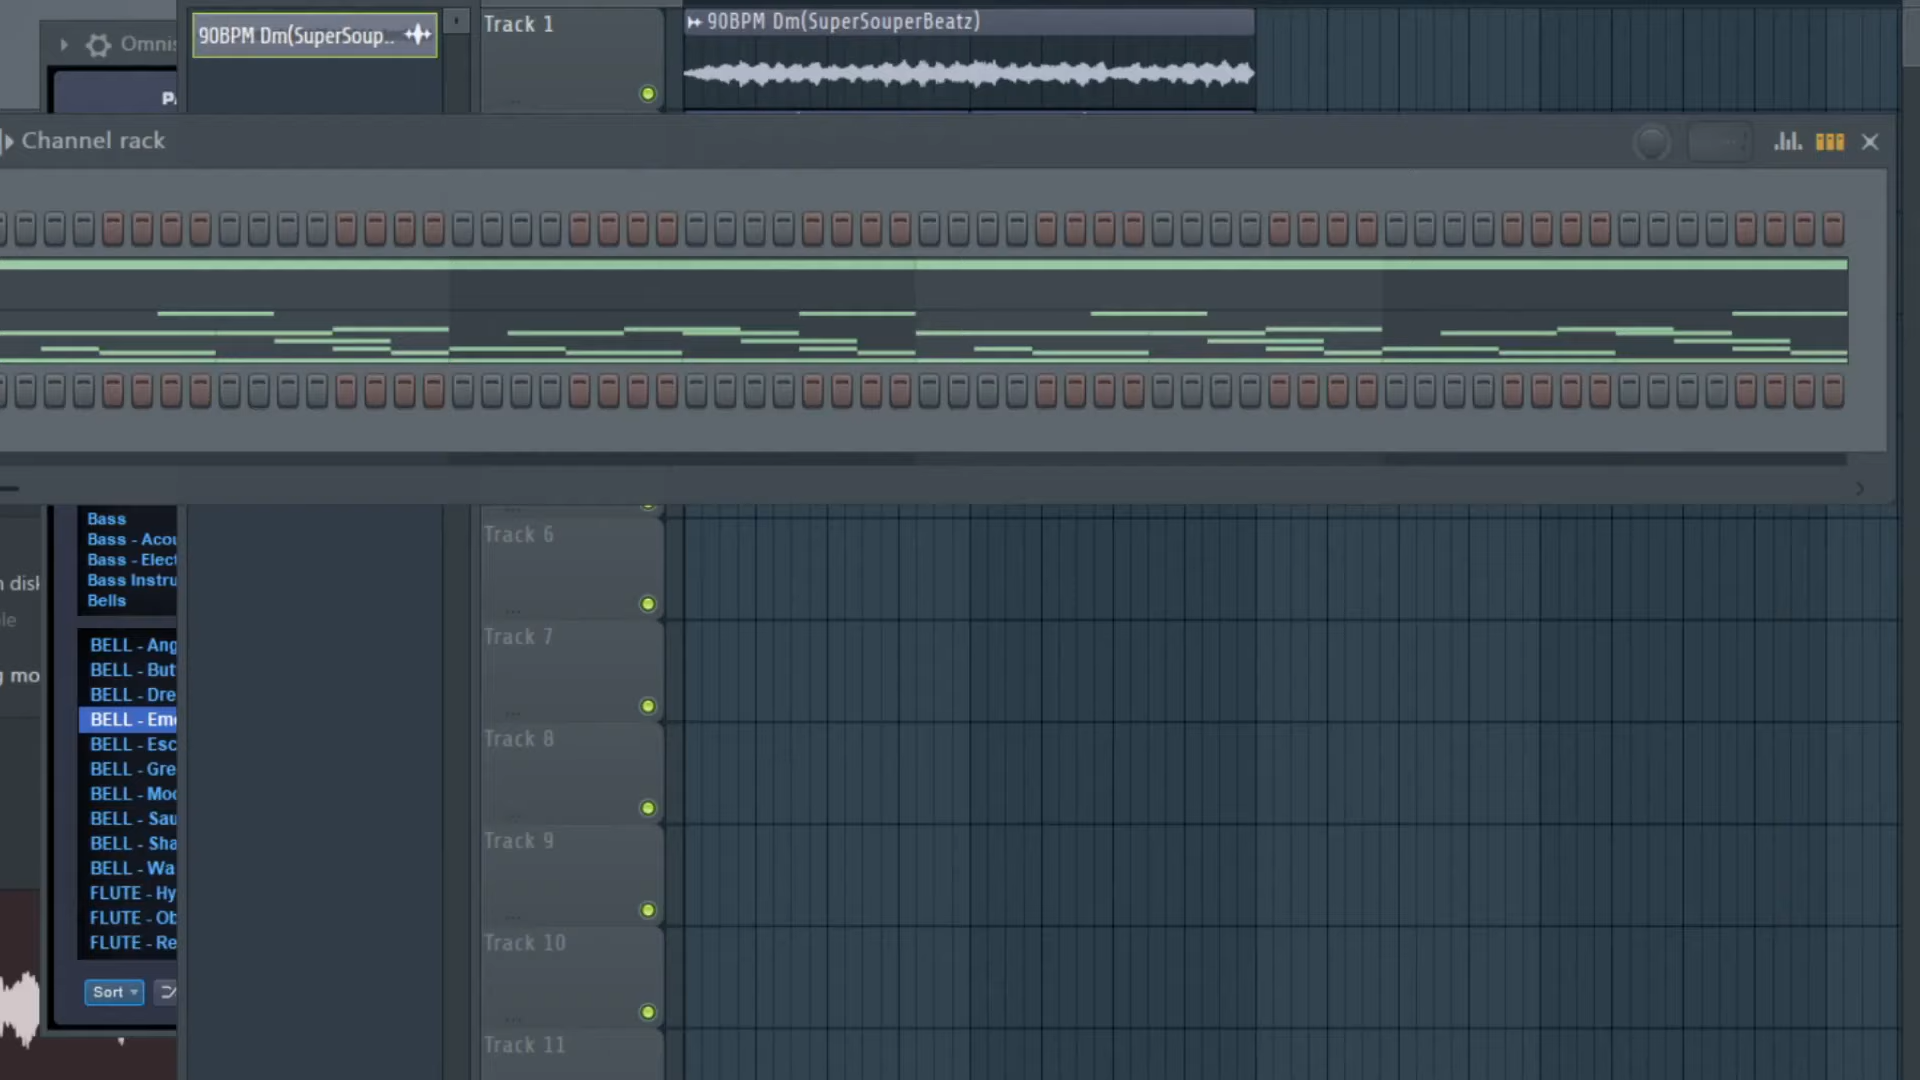 Omnis
90BPM Dm(SuperSoup..
Track 1
90BPM Dm(SuperSouperBeatz)
Channel rack
Bass
Bass - Acou
Bass - Elect
Bass Instru
Bells
n disk
le
g mo
BELL - Ang
BELL - But
BELL - Dre
BELL - Eme
BELL - Esc
BELL - Gre
BELL - Moo
BELL - Sau
BELL - Sha
BELL - Wa
FLUTE - Hy
FLUTE - Ob
FLUTE - Re
Sort
Track 6
Track 7
Track 8
Track 9
Track 10
Track 11